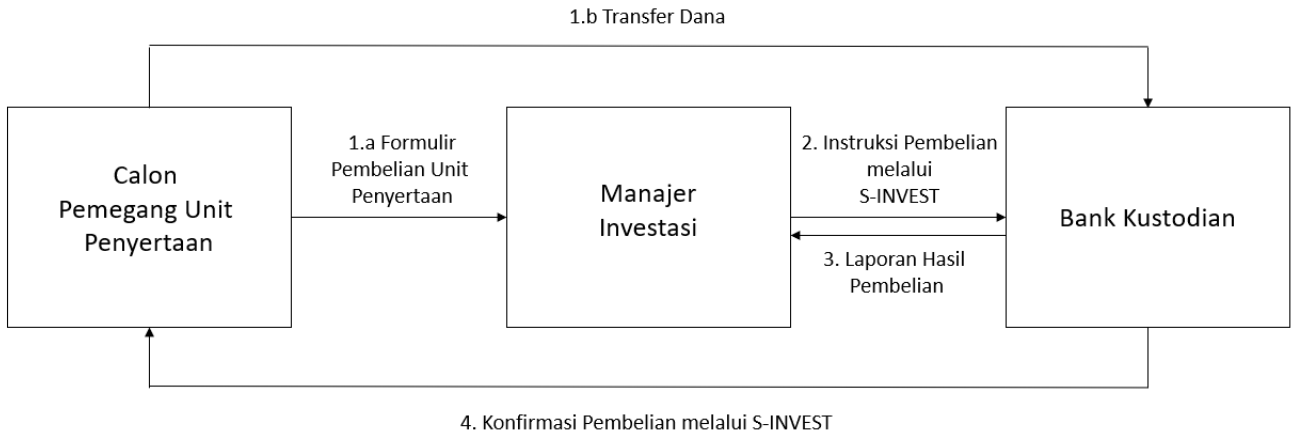 1.b Transfer Dana
Calon
Pemegang Unit
Penyertaan
1.a Formulir
Pembelian Unit
Penyertaan
Manajer
Investasi
2. Instruksi Pembelian
melalui
S-INVEST
3. Laporan Hasil
Pembelian
Bank Kustodian
4. Konfirmasi Pembelian melalui S-INVEST